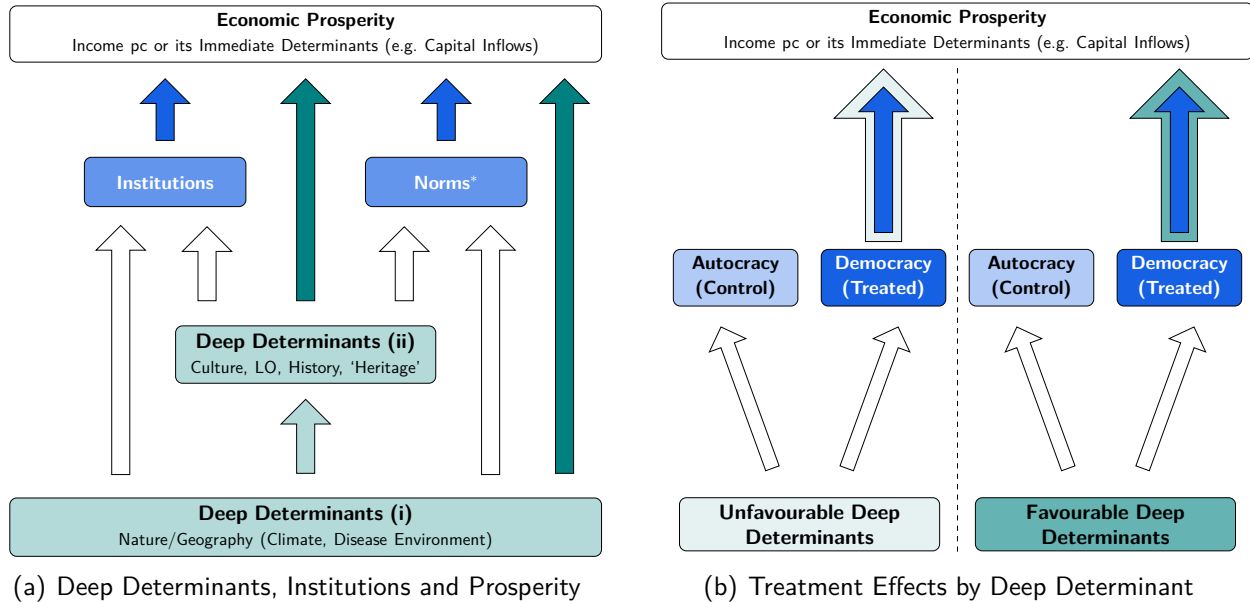 Economic Prosperity
Income pc or its Immediate Determinants (e.g. Capital Inflows)
Institutions
Norms*
Deep Determinants (ii)
Culture, LO, History, ‘Heritage’
Deep Determinants (i)
Nature/Geography (Climate, Disease Environment)
(a) Deep Determinants, Institutions and Prosperity
Economic Prosperity
Income pc or its Immediate Determinants (e.g. Capital Inflows)
Autocracy
(Control)
Democracy
(Treated)
Autocracy
(Control)
Democracy
(Treated)
Unfavourable Deep
Determinants
Favourable Deep
Determinants
(b) Treatment Effects by Deep Determinant